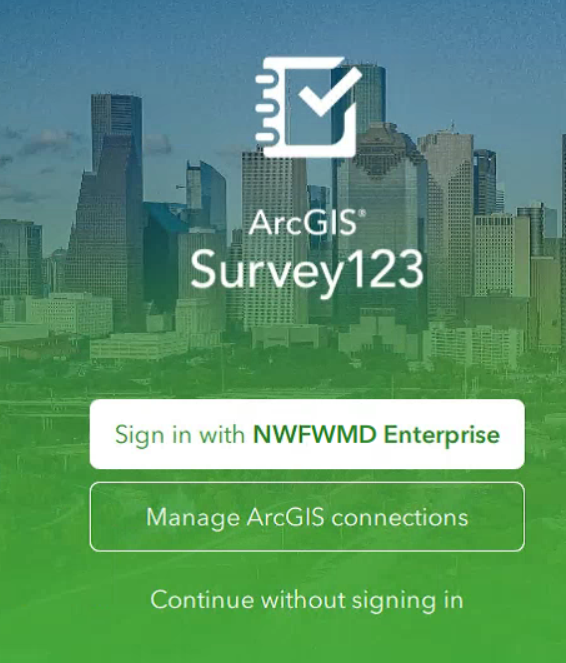 ArcGIS®
Survey123
Sign in with NWFWMD Enterprise
Manage ArcGIS connections
Continue without signing in